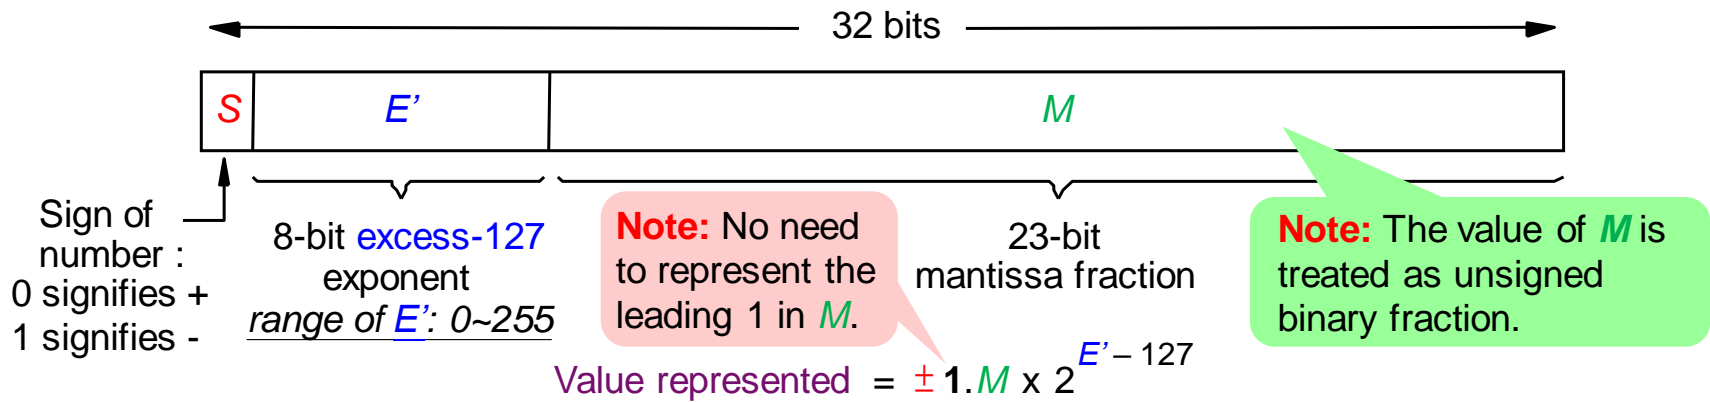 32 bits
S E’ M
Sign of
number :
0 signifies +
1 signifies -
8-bit excess-127
exponent
range of E’: 0~255
Note: No need
to represent the
leading 1 in M.
23-bit
mantissa fraction
Note: The value of M is
treated as unsigned
binary fraction.
Value represented = ± 1.M x 2 E’ – 127